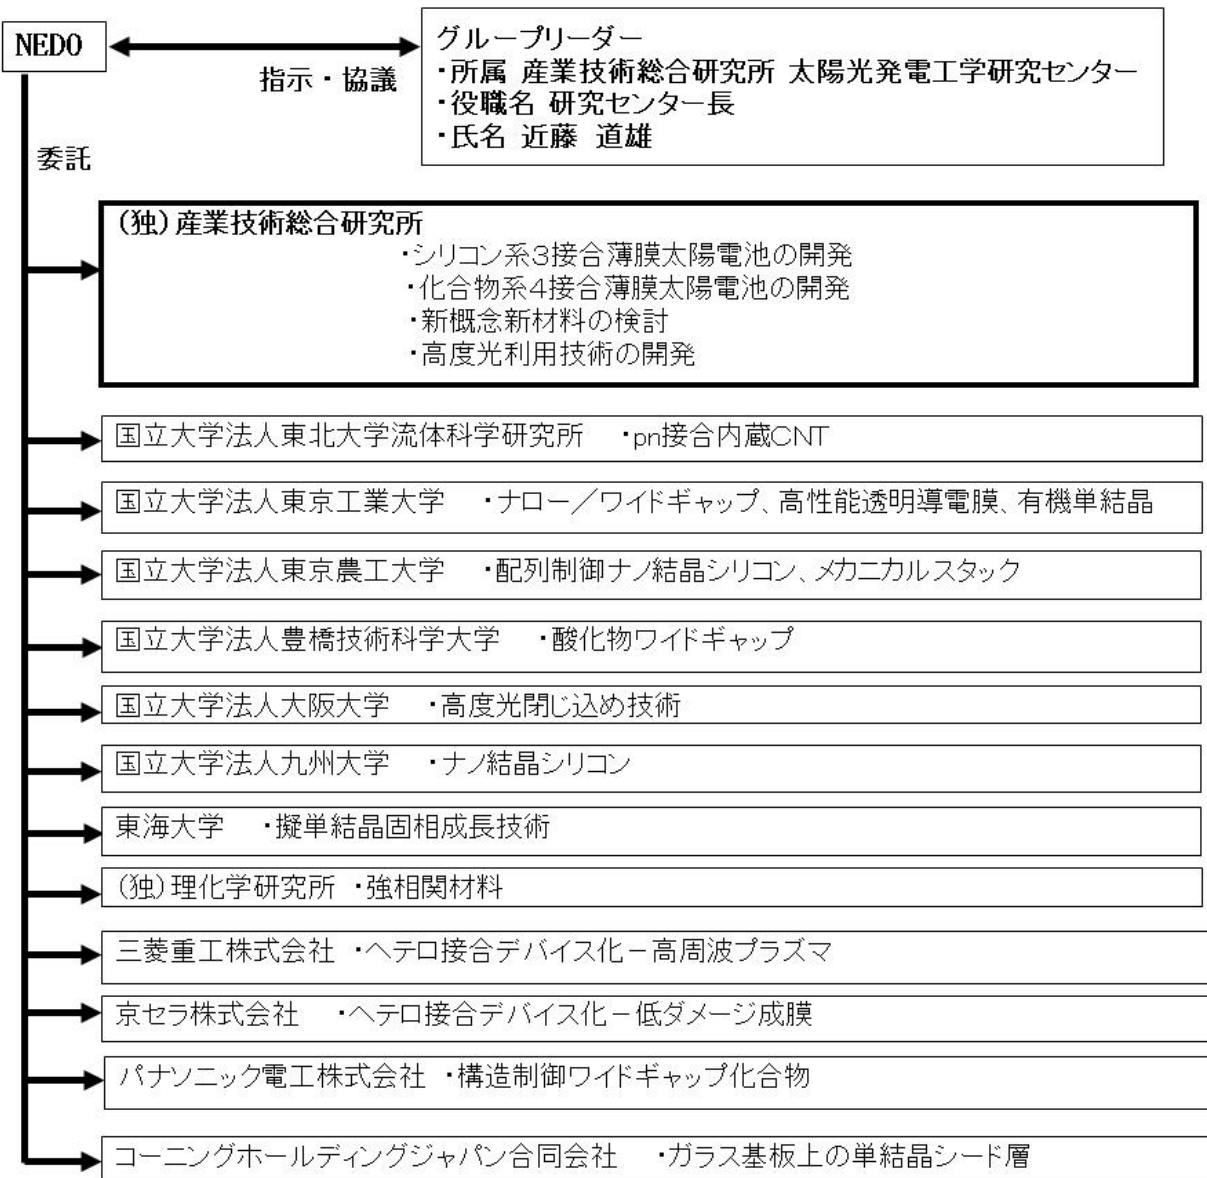 NEDO
指示・協議
グループリーダー
・所属 産業技術総合研究所 太陽光発電工学研究センター
・役職名 研究センター長
・氏名 近藤 道雄
委託
(独)産業技術総合研究所
・シリコン系3接合薄膜太陽電池の開発
・化合物系4接合薄膜太陽電池の開発
・新概念新材料の検討
・高度光利用技術の開発
国立大学法人東北大学流体科学研究所 ・pn接合内蔵CNT
国立大学法人東京工業大学 ・ナロー/ワイドギャップ、高性能透明導電膜、有機単結晶
国立大学法人東京農工大学 ・配列制御ナノ結晶シリコン、メカニカルスタック
国立大学法人豊橋技術科学大学 ・酸化物ワイドギャップ
国立大学法人大阪大学 ・高度光閉じ込め技術
国立大学法人九州大学 ・ナノ結晶シリコン
東海大学 ・擬単結晶固相成長技術
(独)理化学研究所 ・強相関材料
三菱重工株式会社 ・ヘテロ接合デバイス化－高周波プラズマ
京セラ株式会社 ・ヘテロ接合デバイス化－低ダメージ成膜
パナソニック電工株式会社 ・構造制御ワイドギャップ化合物
コーニングホールディングジャパン合同会社 ・ガラス基板上の単結晶シード層